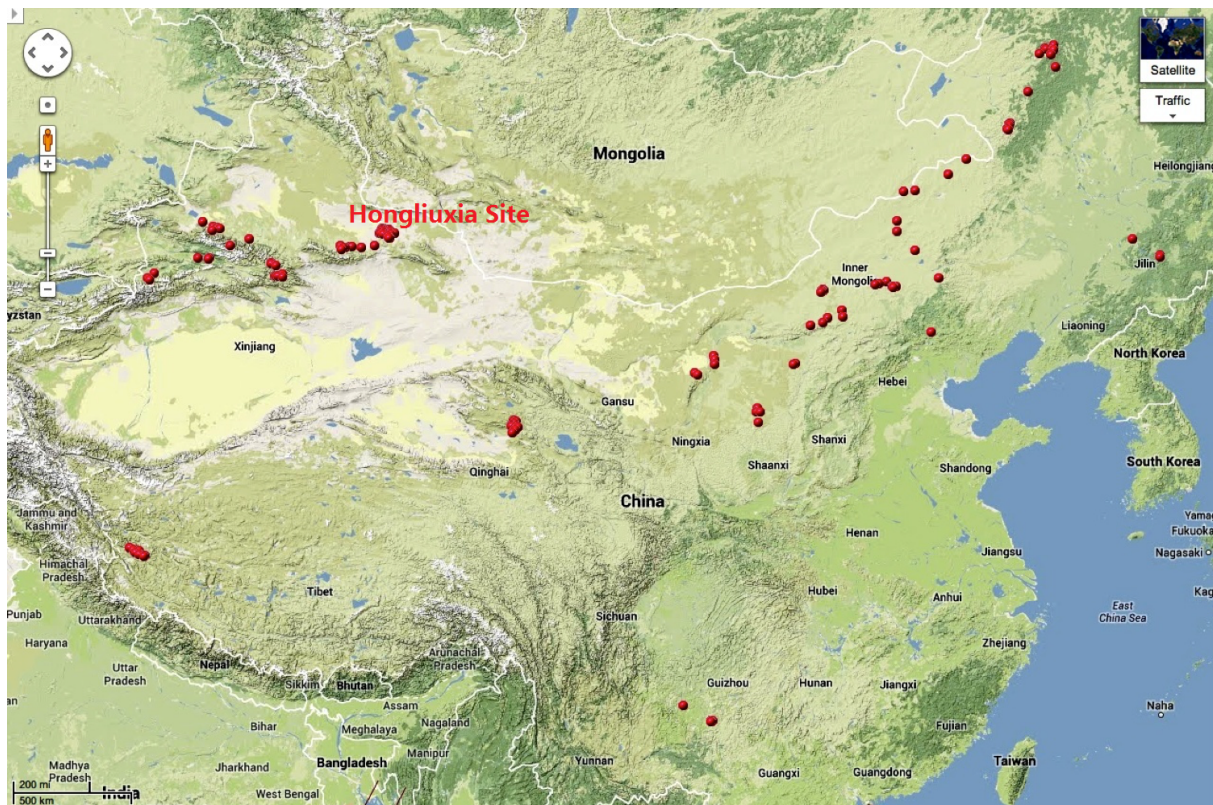 Satellite
Traffic
Mongolia
Heilongjiang
Hongliuxia Site
Inner
Mongolia
Jilin
yzstan
Xinjiang
Liaoning
North Korea
Hebei
Gansu
Ningxia
Shanxi
Shaanxi
Shandong
South Korea
Qinghai
China
Jammu and
Kashmir
Henan
Yama
Fukuoka
Nagasaki
Jiangsu
Himachal
Pradesh
Tibet
Hubei
Anhui
Kag
Punjab
Uttarakhand
Sichuan
East
China Sea
Haryana
Zhejiang
Arunachal
Pradesh
Uttar
Pradesh
Nepal
Sikkim
Bhutan
Guizhou
Hunan
Jiangxi
an
Assam
Naha
Bihar
Meghalaya
Nagaland
Fujian
Manipur
Madhya
Pradesh
Jharkhand
Bangladesh
Yunnan
Guangxi
Guangdong
Taiwan
200 mi
India
West Bengal
500 km